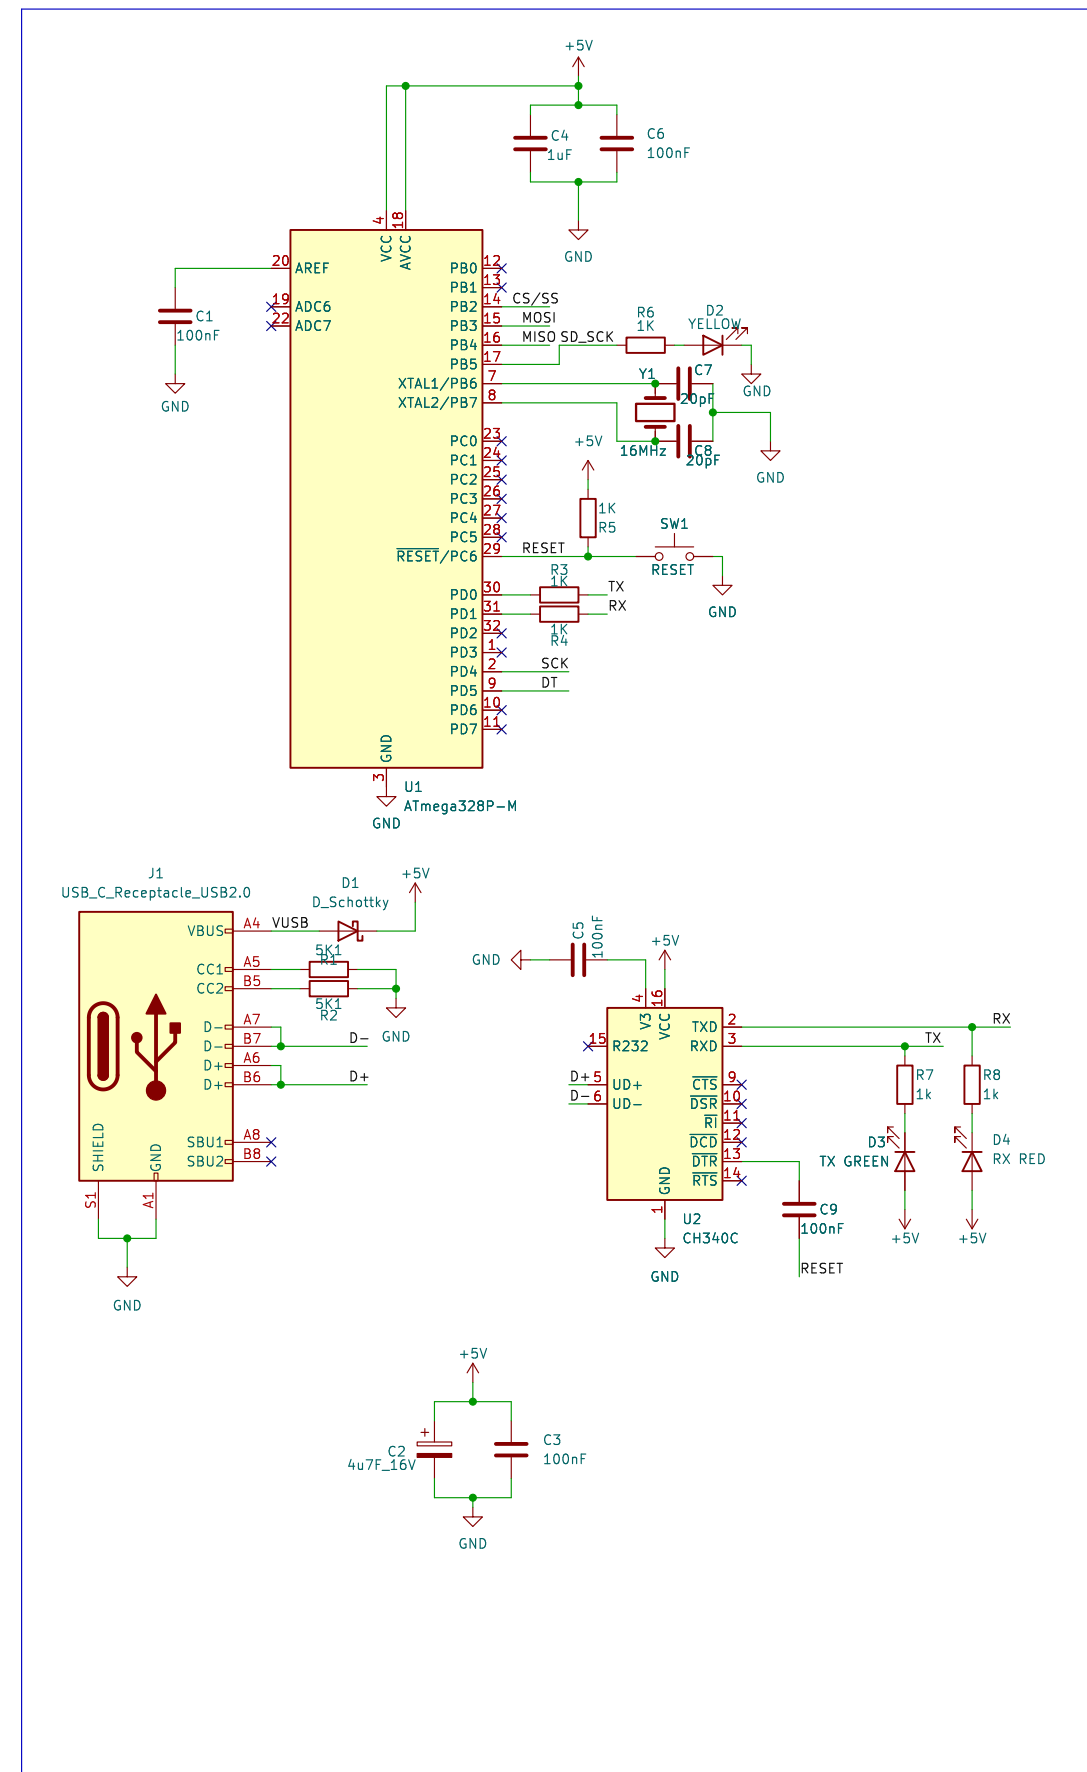 +5V
C4
1uF
C6
100nF
GND
4
18
VCC
AVCC
20
AREF
19
ADC6
22
ADC7
C1
100nF
GND
PB0
12
PB1
13
PB2
14
CS/SS
PB3
15
MOSI
PB4
16
MISO
SD_SCK
PB5
17
R6
1K
D2
YELLOW
GND
XTAL1/PB6
7
XTAL2/PB7
8
Y1
16MHz
C7
20pF
C8
20pF
GND
PC0
23
PC1
24
PC2
25
PC3
26
PC4
27
PC5
28
RESET/PC6
29
RESET
+5V
1K
R5
SW1
RESET
GND
PD0
30
R3
1K
TX
PD1
31
RX
1K
R4
PD2
32
PD3
1
PD4
2
SCK
PD5
9
DT
PD6
10
PD7
11
GND
3
U1
ATmega328P-M
GND
J1
USB_C_Receptacle_USB2.0
VBUS
A4
VUSB
D1
D_Schottky
+5V
CC1
A5
5K1
R1
CC2
B5
5K1
R2
GND
D-
A7
D-
B7
D-
D+
A6
D+
B6
D+
SBU1
A8
SBU2
B8
SHIELD
GND
S1
A1
GND
GND
C5
100nF
+5V
4
16
V3
VCC
15
R232
D+
5
UD+
D-
6
UD-
TXD
2
RX
RXD
3
TX
CTS
9
DSR
10
RI
11
DCD
12
DTR
13
RTS
14
GND
1
U2
CH340C
GND
C9
100nF
RESET
R7
1k
R8
1k
D3
TX GREEN
D4
RX RED
+5V
+5V
+5V
+
C2
4u7F_16V
C3
100nF
GND